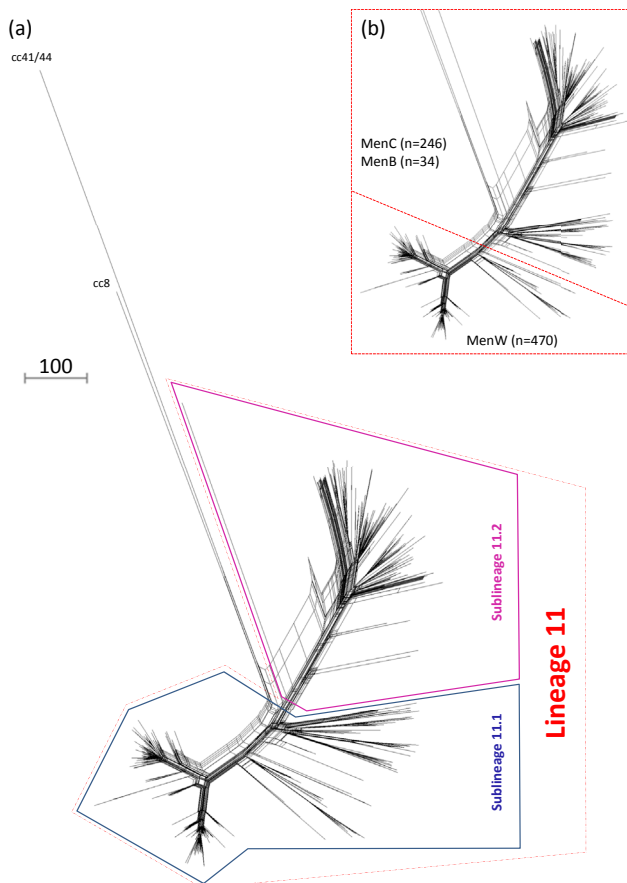 (a)
cc41/44
cc8
100
(b)
MenC (n=246)
MenB (n=34)
MenW (n=470)
Sublineage 11.2
Sublineage 11.1
Lineage 11